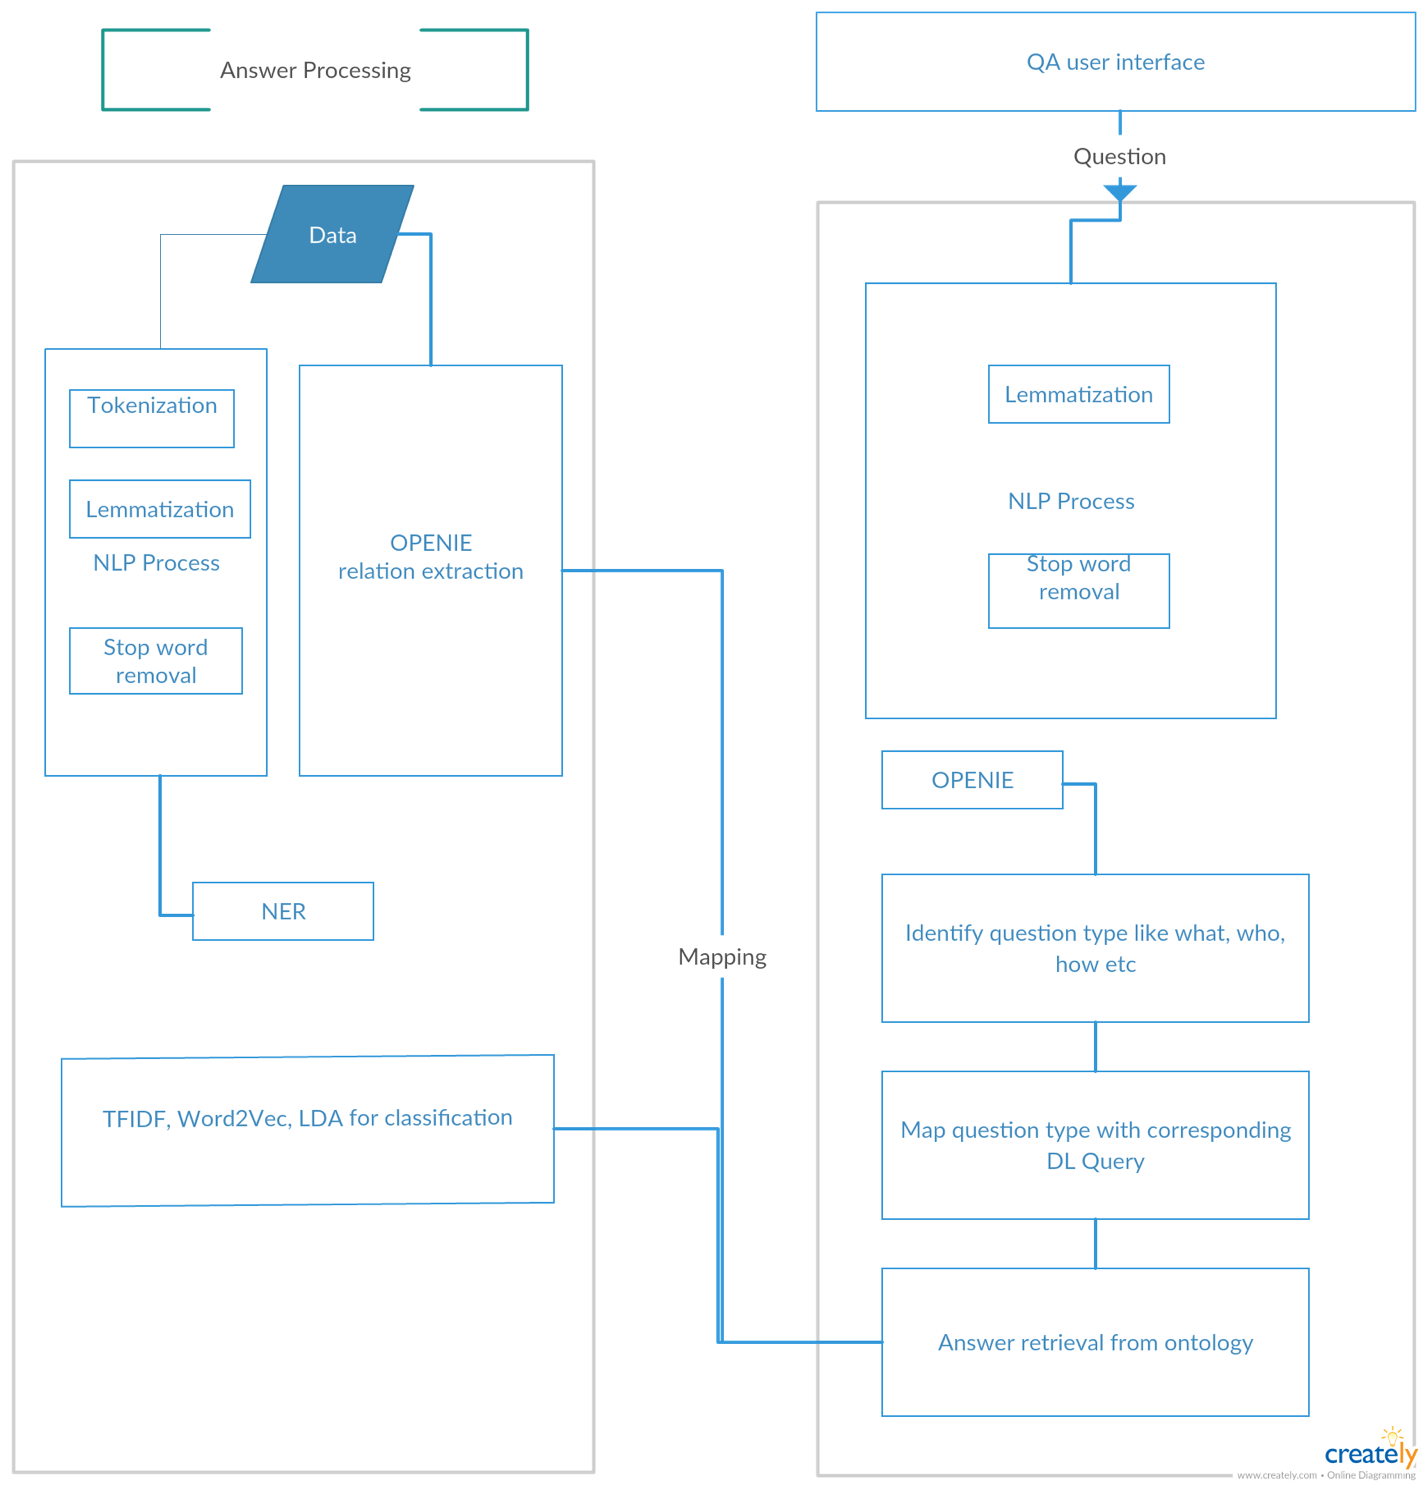 Answer Processing
QA user interface
Question
Data
Tokenization
Lemmatization
NLP Process
Stop word
removal
OPENIE
relation extraction
NER
TFIDF, Word2Vec, LDA for classification
Mapping
Lemmatization
NLP Process
Stop word
removal
OPENIE
Identify question type like what, who,
how etc
Map question type with corresponding
DL Query
Answer retrieval from ontology
creately
www.creately.com • Online Diagramming